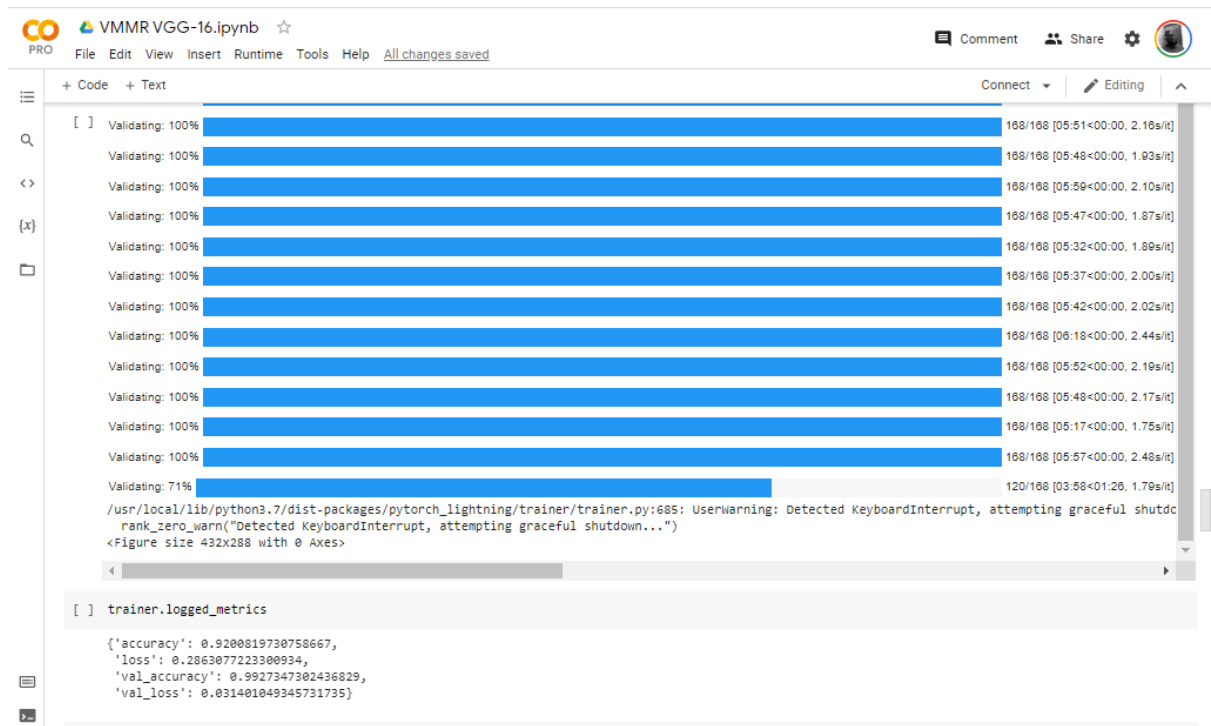 CO
PRO
VMMR VGG-16.ipynb
File Edit View Insert Runtime Tools Help All changes saved
Comment Share
+ Code + Text
Connect Editing
[ ] Validating: 100% 168/168 [05:51<00:00, 2.16s/it]
Validating: 100% 168/168 [05:48<00:00, 1.93s/it]
Validating: 100% 168/168 [05:59<00:00, 2.10s/it]
Validating: 100% 168/168 [05:47<00:00, 1.87s/it]
Validating: 100% 168/168 [05:32<00:00, 1.89s/it]
Validating: 100% 168/168 [05:37<00:00, 2.00s/it]
Validating: 100% 168/168 [05:42<00:00, 2.02s/it]
Validating: 100% 168/168 [06:18<00:00, 2.44s/it]
Validating: 100% 168/168 [05:52<00:00, 2.19s/it]
Validating: 100% 168/168 [05:48<00:00, 2.17s/it]
Validating: 100% 168/168 [05:17<00:00, 1.75s/it]
Validating: 100% 168/168 [05:57<00:00, 2.48s/it]
Validating: 71% 120/168 [03:58<01:26, 1.79s/it]
/usr/local/lib/python3.7/dist-packages/pytorch_lightning/trainer/trainer.py:685: UserWarning: Detected KeyboardInterrupt, attempting graceful shutdo
rank_zero_warn("Detected KeyboardInterrupt, attempting graceful shutdown...")
<Figure size 432x288 with 0 Axes>
[ ] trainer.logged_metrics
{'accuracy': 0.9200819730758667,
'loss': 0.2863077223300934,
'val_accuracy': 0.9927347302436829,
'val_loss': 0.031401049345731735}